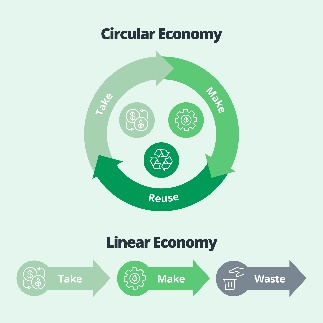 Circular Economy
Take
Make
Reuse
Linear Economy
Take
Make
Waste